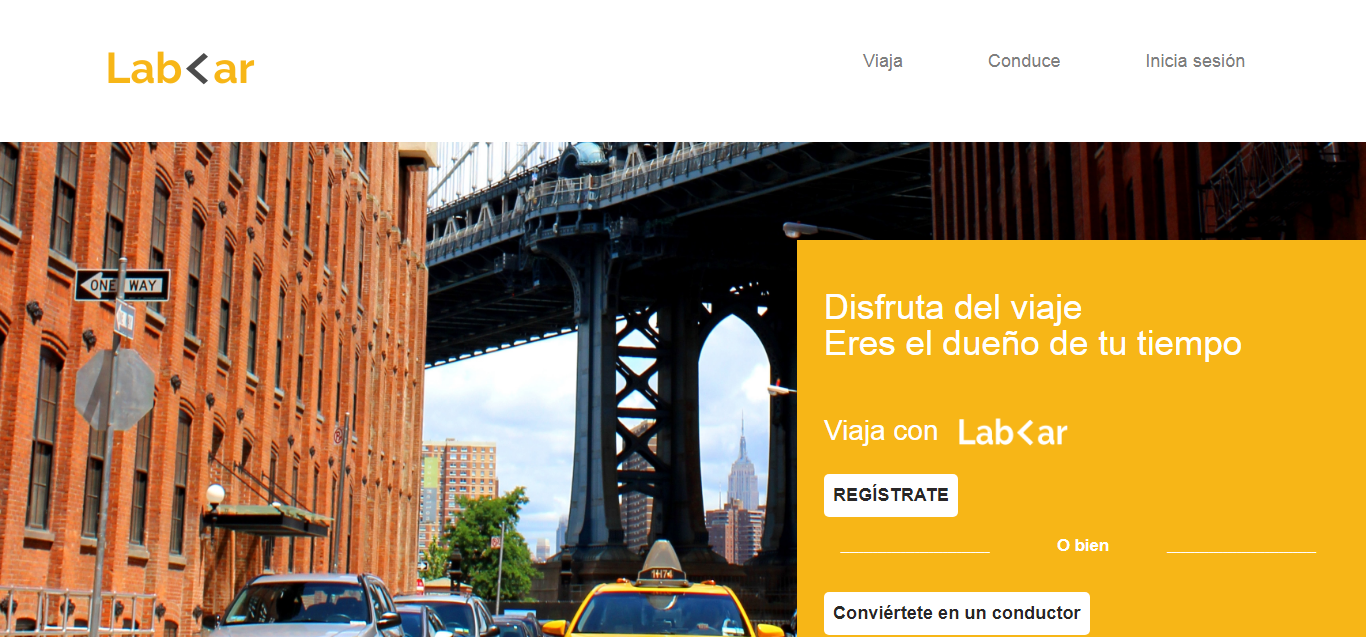 Lab<ar
Viaja
Conduce
Inicia sesión
ONE WAY
Disfruta del viaje
Eres el dueño de tu tiempo
Viaja con Lab<ar
REGÍSTRATE
O bien
1H74
Conviértete en un conductor